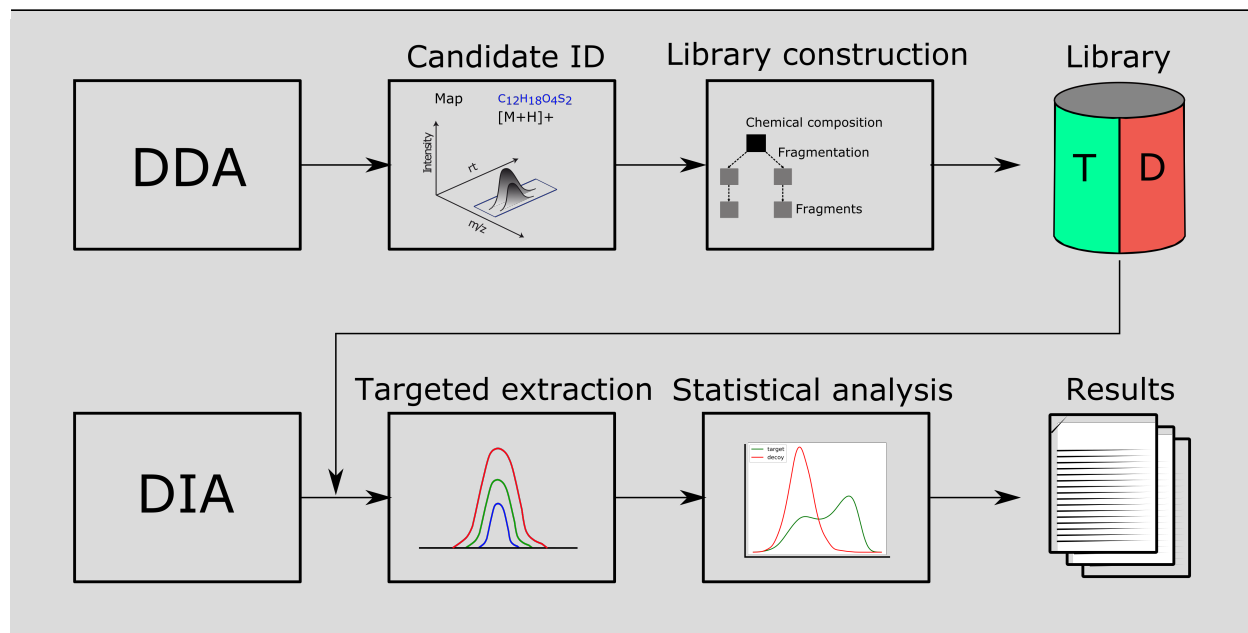 Candidate ID
Library construction
Library
DDA
Map
C12H18O4S2
[M+H]+
Intensity
rt
m/z
Chemical composition
Fragmentation
Fragments
T
D
Targeted extraction
Statistical analysis
Results
DIA
target
decoy